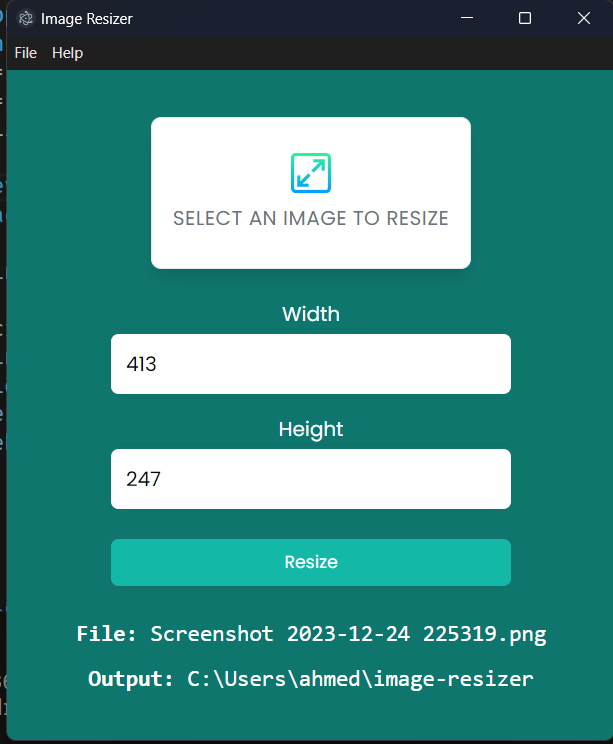 Image Resizer
File Help
SELECT AN IMAGE TO RESIZE
Width
413
Height
247
Resize
File: Screenshot 2023-12-24 225319.png
Output: C:\Users\ahmed\image-resizer